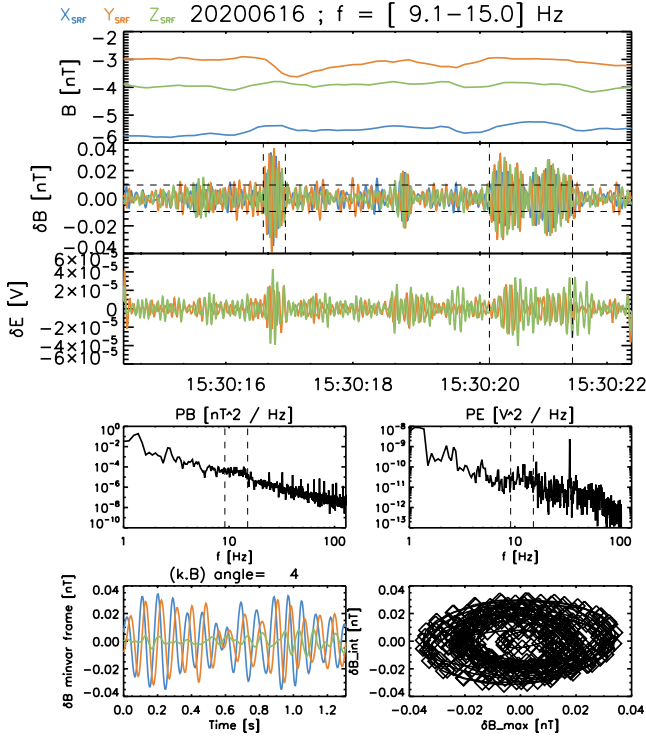 X_SRF Y_SRF Z_SRF 20200616 ; f = [ 9.1−15.0] Hz
−2
−3
−4
−5
−6
B [nT]
0.04
0.02
0.00
−0.02
−0.04
δB [nT]
6×10^-5
4×10^-5
2×10^-5
0
−2×10^-5
−4×10^-5
−6×10^-5
δE [V]
15:30:16 15:30:18 15:30:20 15:30:22
PB [nT^2 / Hz] PE [V^2 / Hz]
10^0
10^-2
10^-4
10^-6
10^-8
10^-10
1 10 100
f [Hz]
10^-8
10^-9
10^-10
10^-11
10^-12
10^-13
1 10 100
f [Hz]
(k.B) angle= 4
0.04
0.02
0.00
−0.02
−0.04
δB minvar frame [nT]
0.0 0.2 0.4 0.6 0.8 1.0 1.2
Time [s]
0.04
0.02
0.00
−0.02
−0.04
δB_int [nT]
−0.04 −0.02 0.00 0.02 0.04
δB_max [nT]